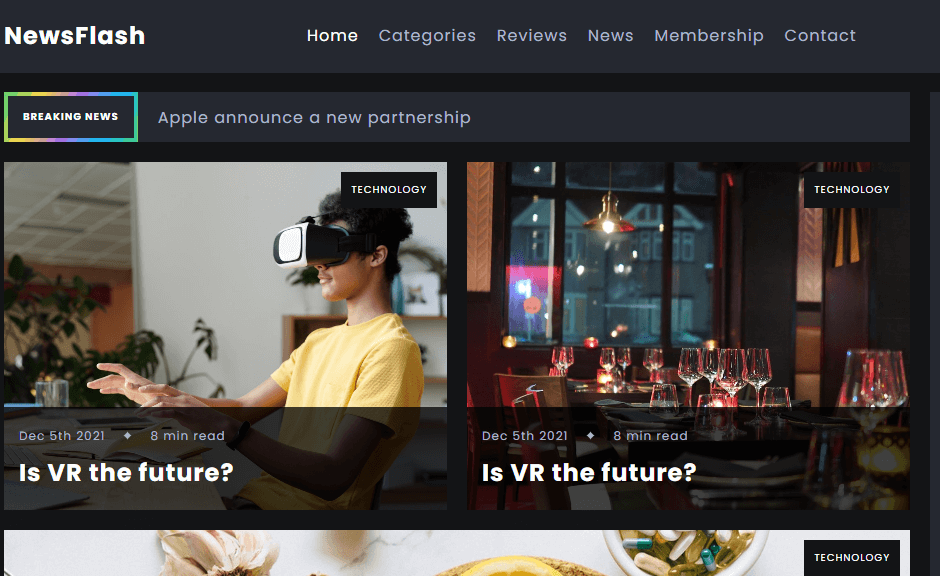 NewsFlash
Home Categories Reviews News Membership Contact
BREAKING NEWS Apple announce a new partnership
TECHNOLOGY
Dec 5th 2021 ◆ 8 min read
Is VR the future?
TECHNOLOGY
Dec 5th 2021 ◆ 8 min read
Is VR the future?
TECHNOLOGY